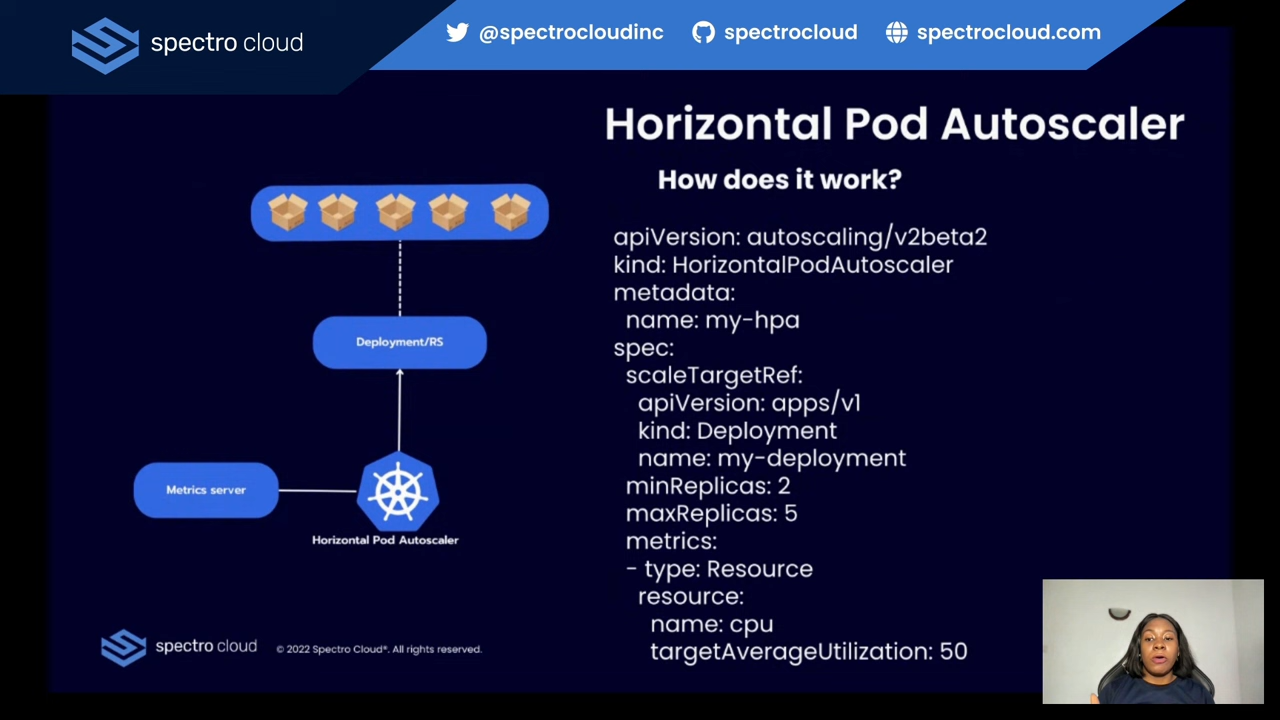 spectro cloud
@spectrocloudinc
spectrocloud
spectrocloud.com
Horizontal Pod Autoscaler
How does it work?
Deployment/RS
Metrics server
Horizontal Pod Autoscaler
apiVersion: autoscaling/v2beta2
kind: HorizontalPodAutoscaler
metadata:
  name: my-hpa
spec:
  scaleTargetRef:
    apiVersion: apps/v1
    kind: Deployment
    name: my-deployment
  minReplicas: 2
  maxReplicas: 5
  metrics:
  - type: Resource
    resource:
      name: cpu
      targetAverageUtilization: 50
spectro cloud
© 2022 Spectro Cloud®. All rights reserved.